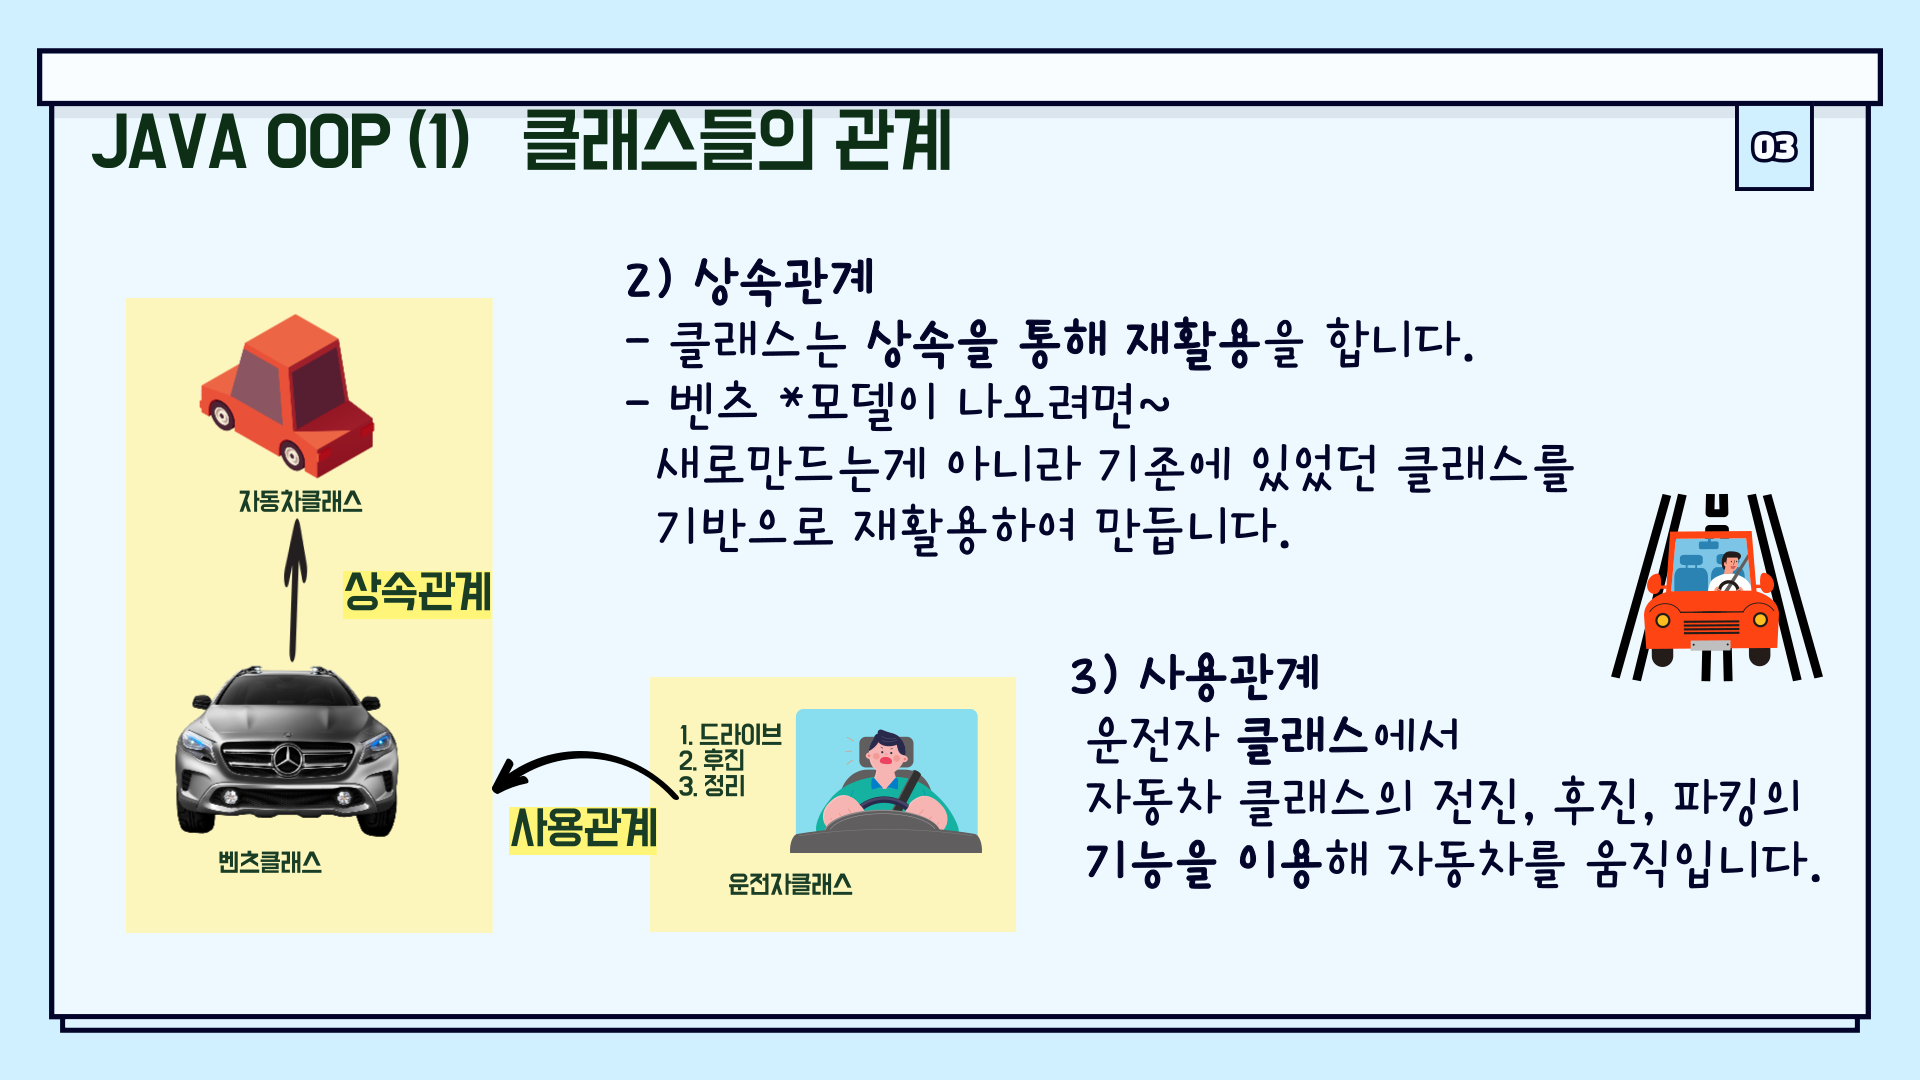 JAVA OOP (1) 클래스들의 관계
03
2) 상속관계
- 클래스는 상속을 통해 재활용을 합니다.
- 벤츠 *모델이 나오려면~
새로만드는게 아니라 기존에 있었던 클래스를
기반으로 재활용하여 만듭니다.
자동차클래스
상속관계
벤츠클래스
사용관계
1. 드라이브
2. 후진
3. 정리
운전자클래스
3) 사용관계
운전자 클래스에서
자동차 클래스의 전진, 후진, 파킹의
기능을 이용해 자동차를 움직입니다.